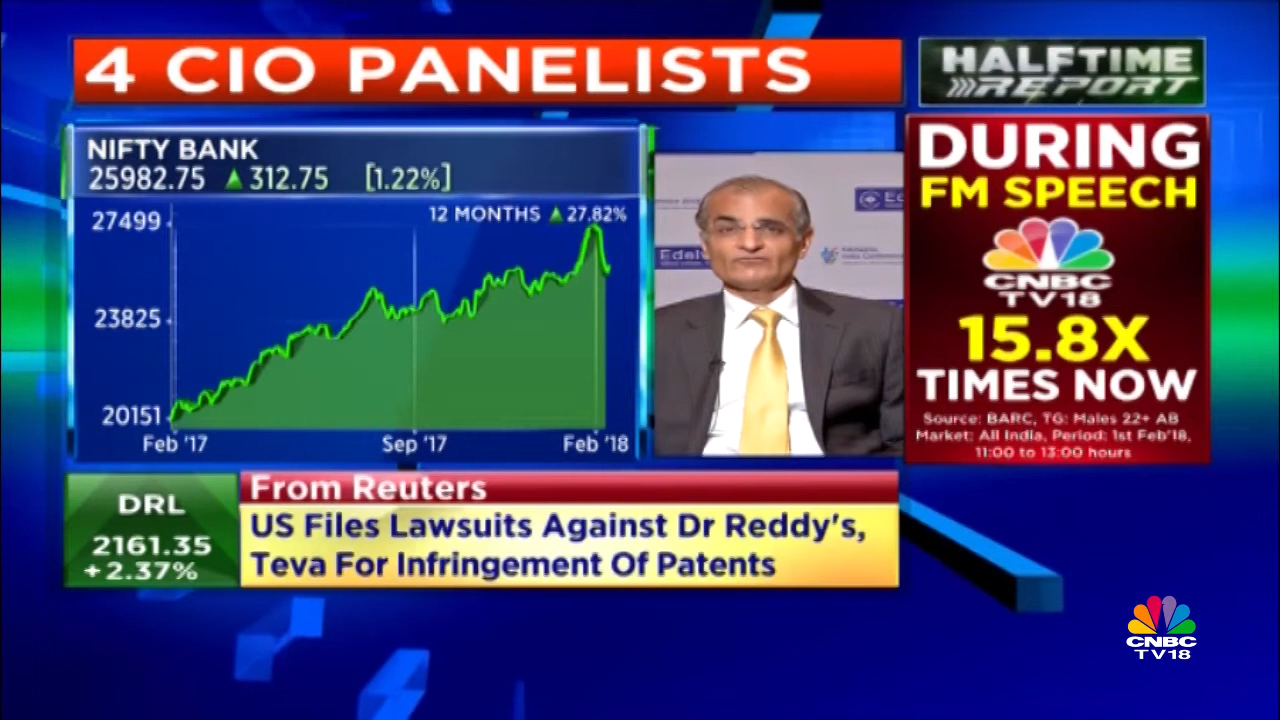 4 CIO PANELISTS
HALFTIME
REPORT
NIFTY BANK
25982.75 ▲ 312.75 [1.22%]
12 MONTHS ▲ 27.82%
27499
23825
20151
Feb '17 Sep '17 Feb '18
DURING
FM SPEECH
CNBC
TV18
15.8X
TIMES NOW
Source: BARC, TG: Males 22+ AB
Market: All India, Period: 1st Feb'18,
11:00 to 13:00 hours
DRL
2161.35
+2.37%
From Reuters
US Files Lawsuits Against Dr Reddy's,
Teva For Infringement Of Patents
CNBC
TV18